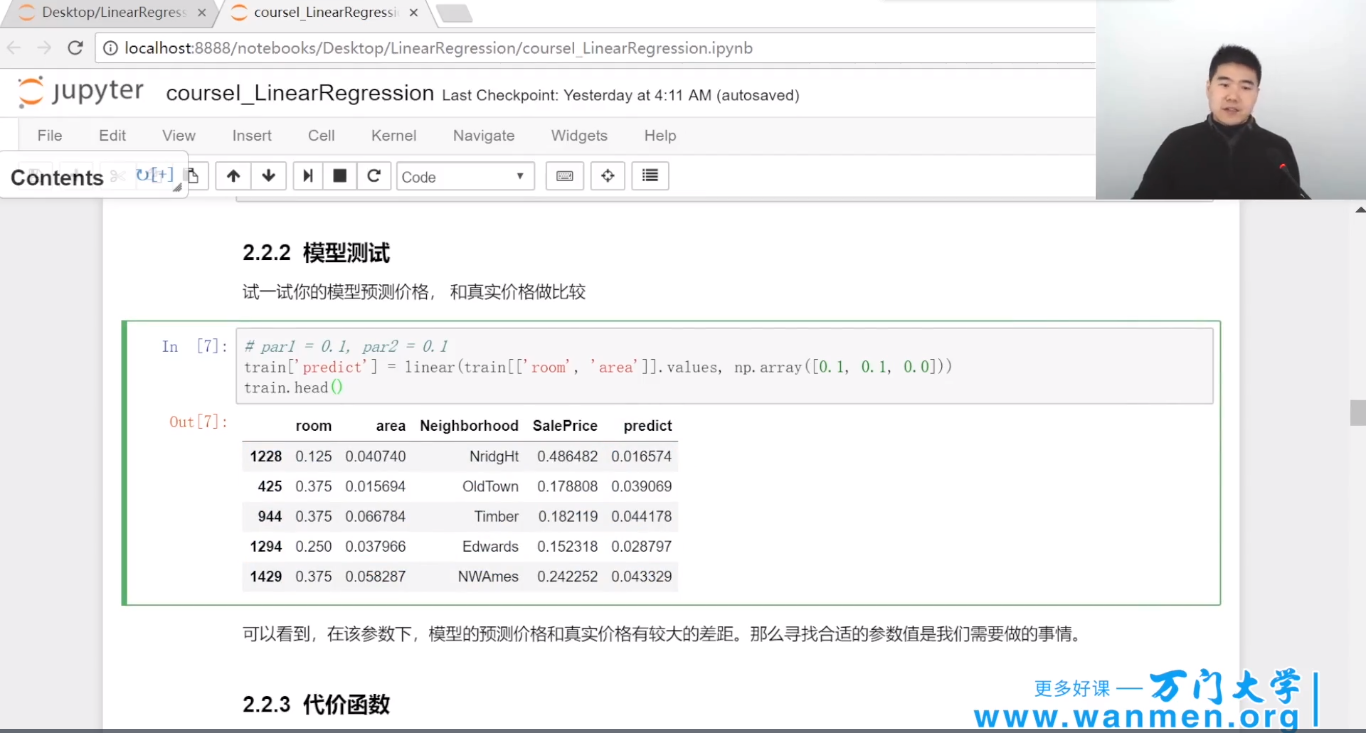 Desktop/LinearRegress
courseI_LinearRegressi
localhost:8888/notebooks/Desktop/LinearRegression/courseI_LinearRegression.ipynb
jupyter courseI_LinearRegression Last Checkpoint: Yesterday at 4:11 AM (autosaved)
File Edit View Insert Cell Kernel Navigate Widgets Help
Contents [+] Code
2.2.2 模型测试
试一试你的模型预测价格， 和真实价格做比较
In [7]: # par1 = 0.1, par2 = 0.1
train['predict'] = linear(train[['room', 'area']].values, np.array([0.1, 0.1, 0.0]))
train.head()
Out[7]:
room area Neighborhood SalePrice predict
1228 0.125 0.040740 NridgHt 0.486482 0.016574
425 0.375 0.015694 OldTown 0.178808 0.039069
944 0.375 0.066784 Timber 0.182119 0.044178
1294 0.250 0.037966 Edwards 0.152318 0.028797
1429 0.375 0.058287 NWAmes 0.242252 0.043329
可以看到，在该参数下，模型的预测价格和真实价格有较大的差距。那么寻找合适的参数值是我们需要做的事情。
2.2.3 代价函数
更多好课 — 万门大学
www.wanmen.org